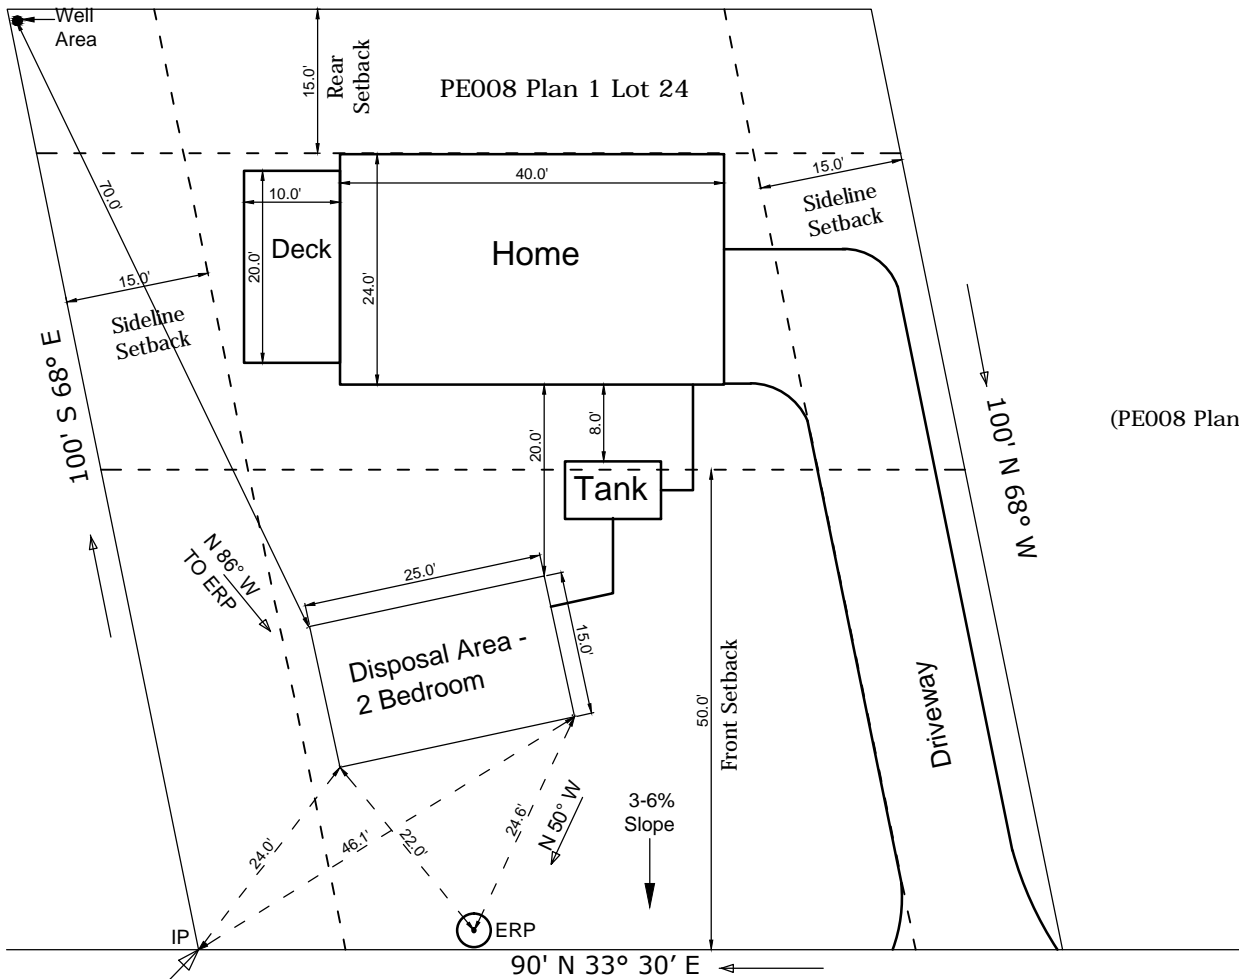 Well
Area
15.0'
Rear
Setback
PE008 Plan 1 Lot 24
70.0'
10.0'
40.0'
15.0'
Sideline
Setback
Deck
20.0'
24.0'
Home
15.0'
Sideline
Setback
100' S 68° E
20.0'
8.0'
Tank
100' N 68° W
(PE008 Plan
N 86° W
TO ERP
25.0'
15.0'
Disposal Area -
2 Bedroom
50.0'
Front Setback
Driveway
24.0'
46.1'
22.0'
24.6'
N 50° W
3-6%
Slope
IP
ERP
90' N 33° 30′ E